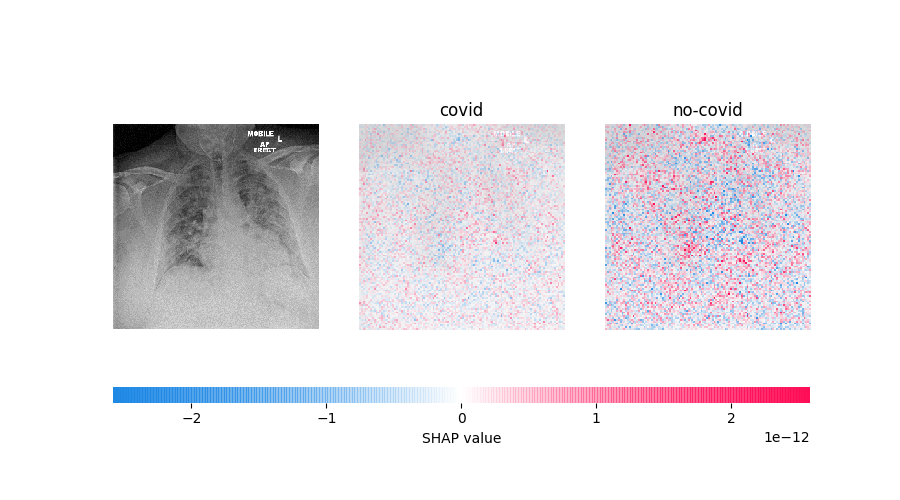 covid
no-covid
MOBILE
L
AP
ERECT
−2
−1
0
1
2
SHAP value
1e−12